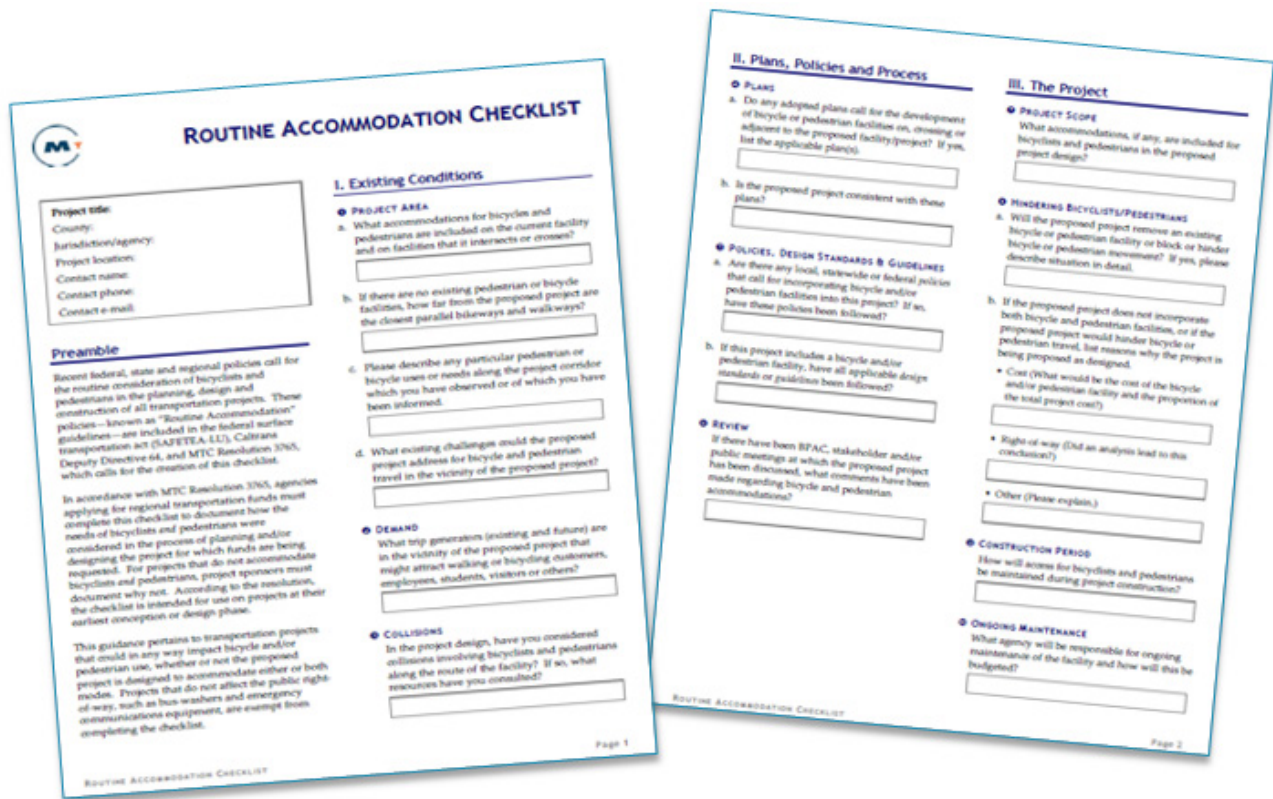 ROUTINE ACCOMMODATION CHECKLIST
Project title:
County:
Jurisdiction/agency:
Project location:
Contact name:
Contact phone:
Contact e-mail:
Preamble
Recent federal, state and regional policies call for
the routine consideration of bicyclists and
pedestrians in the planning, design and
construction of all transportation projects. These
policies—known as "Routine Accommodation"
guidelines—are included in the federal surface
transportation act (SAFETEA-LU), Caltrans
Deputy Directive 64, and MTC Resolution 3765,
which calls for the creation of this checklist.
In accordance with MTC Resolution 3765, agencies
applying for regional transportation funds must
complete this checklist to document how the
needs of bicyclists and pedestrians were
considered in the process of planning and/or
designing the project for which funds are being
requested. For projects that do not accommodate
bicyclists and pedestrians, project sponsors must
document why not. According to the resolution,
the checklist is intended for use on projects at their
earliest conception or design phase.
This guidance pertains to transportation projects
that could in any way impact bicycle and/or
pedestrian use, whether or not the proposed
project is designed to accommodate either or both
modes. Projects that do not affect the public right-
of-way, such as bus-washers and emergency
communications equipment, are exempt from
completing the checklist.
I. Existing Conditions
PROJECT AREA
a. What accommodations for bicycles and
pedestrians are included on the current facility
and on facilities that it intersects or crosses?
b. If there are no existing pedestrian or bicycle
facilities, how far from the proposed project are
the closest parallel bikeways and walkways?
c. Please describe any particular pedestrian or
bicycle uses or needs along the project corridor
which you have observed or of which you have
been informed.
d. What existing challenges could the proposed
project address for bicycle and pedestrian
travel in the vicinity of the proposed project?
DEMAND
What trip generators (existing and future) are
in the vicinity of the proposed project that
might attract walking or bicycling customers,
employees, students, visitors or others?
COLLISIONS
In the project design, have you considered
collisions involving bicyclists and pedestrians
along the route of the facility? If so, what
resources have you consulted?
ROUTINE ACCOMMODATION CHECKLIST
Page 1
II. Plans, Policies and Process
PLANS
a. Do any adopted plans call for the development
of bicycle or pedestrian facilities on, crossing or
adjacent to the proposed facility/project? If yes,
list the applicable plan(s).
b. Is the proposed project consistent with these
plans?
POLICIES, DESIGN STANDARDS & GUIDELINES
a. Are there any local, statewide or federal policies
that call for incorporating bicycle and/or
pedestrian facilities into this project? If so,
have these policies been followed?
b. If this project includes a bicycle and/or
pedestrian facility, have all applicable design
standards or guidelines been followed?
REVIEW
If there have been BPAC, stakeholder and/or
public meetings at which the proposed project
has been discussed, what comments have been
made regarding bicycle and pedestrian
accommodations?
III. The Project
PROJECT SCOPE
What accommodations, if any, are included for
bicyclists and pedestrians in the proposed
project design?
HINDERING BICYCLISTS/PEDESTRIANS
a. Will the proposed project remove an existing
bicycle or pedestrian facility or block or hinder
bicycle or pedestrian movement? If yes, please
describe situation in detail.
b. If the proposed project does not incorporate
both bicycle and pedestrian facilities, or if the
proposed project would hinder bicycle or
pedestrian travel, list reasons why the project is
being proposed as designed.
• Cost (What would be the cost of the bicycle
and/or pedestrian facility and the proportion of
the total project cost?)
• Right-of-way (Did an analysis lead to this
conclusion?)
• Other (Please explain.)
CONSTRUCTION PERIOD
How will access for bicyclists and pedestrians
be maintained during project construction?
ONGOING MAINTENANCE
What agency will be responsible for ongoing
maintenance of the facility and how will this be
budgeted?
ROUTINE ACCOMMODATION CHECKLIST
Page 2